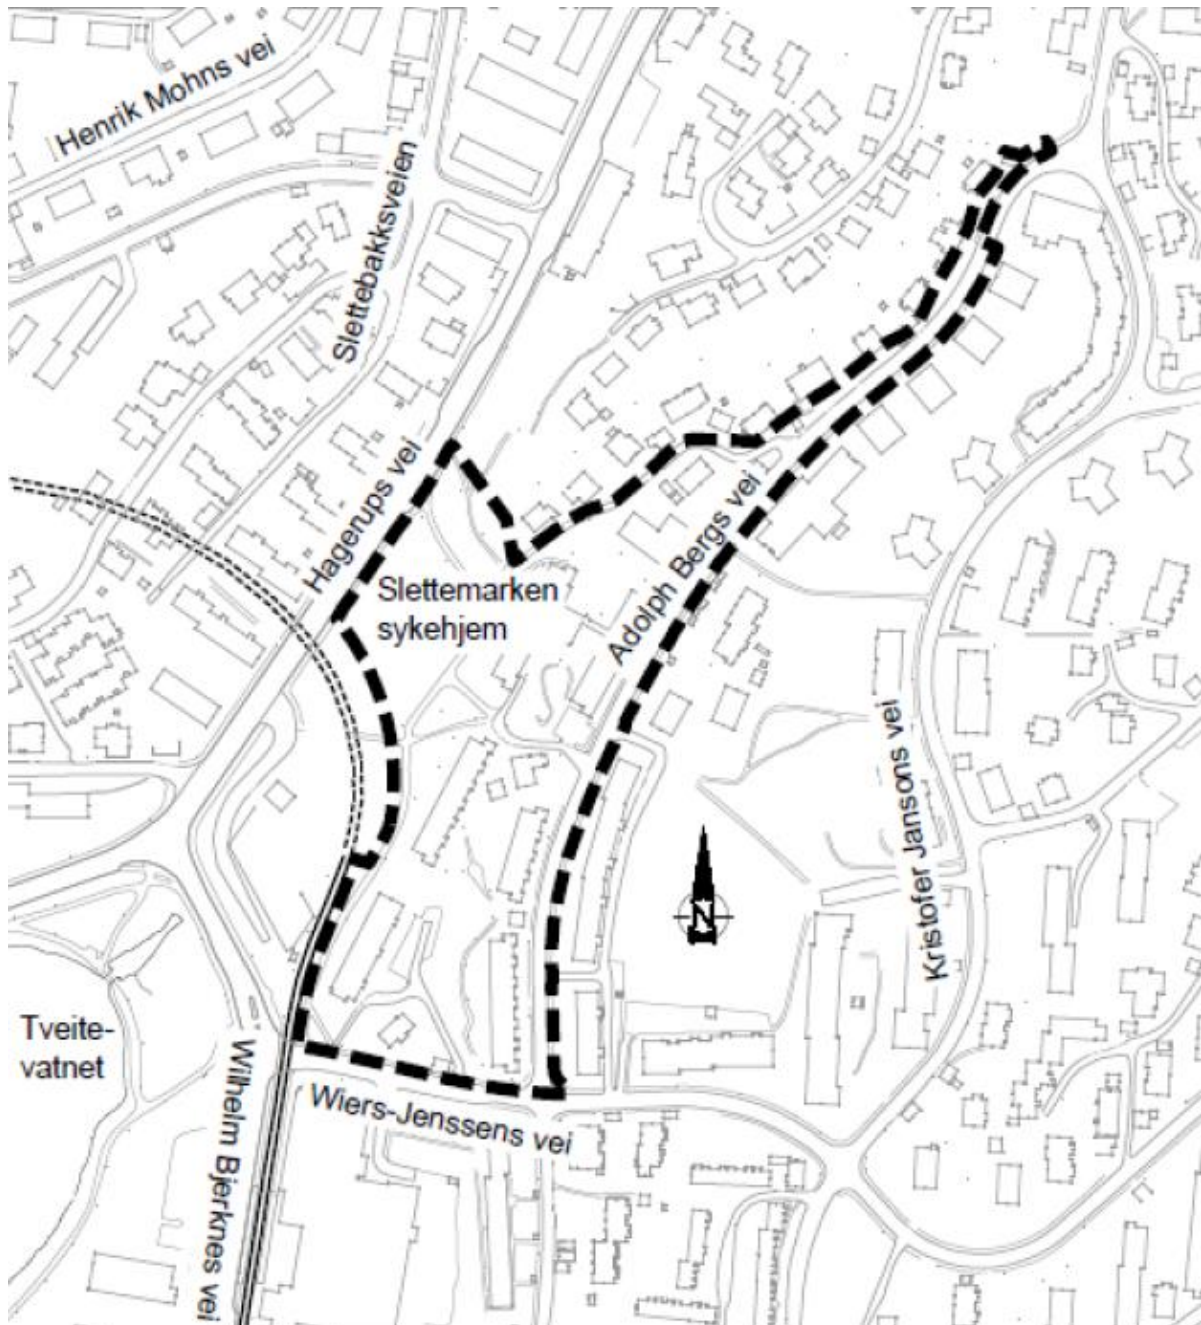 Henrik Mohns vei
Slettebakksveien
Hagerups vei
Slettemarken
sykehjem
Adolph Bergs vei
Kristofer Jansons vei
N
Tveite-
vatnet
Wilhelm Bjerknes vei
Wiers-Jenssens vei